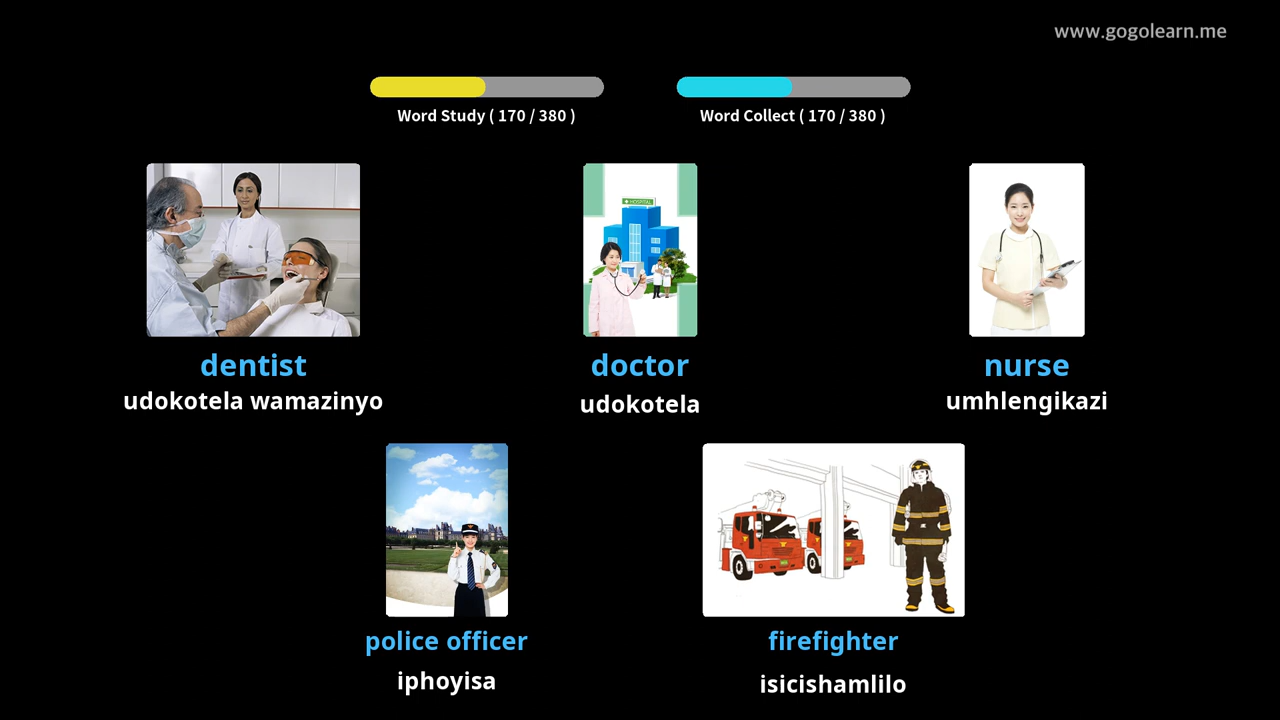 www.gogolearn.me
Word Study ( 170 / 380 )
Word Collect ( 170 / 380 )
HOSPITAL
dentist
udokotela wamazinyo
doctor
udokotela
nurse
umhlengikazi
police officer
iphoyisa
firefighter
isicishamlilo